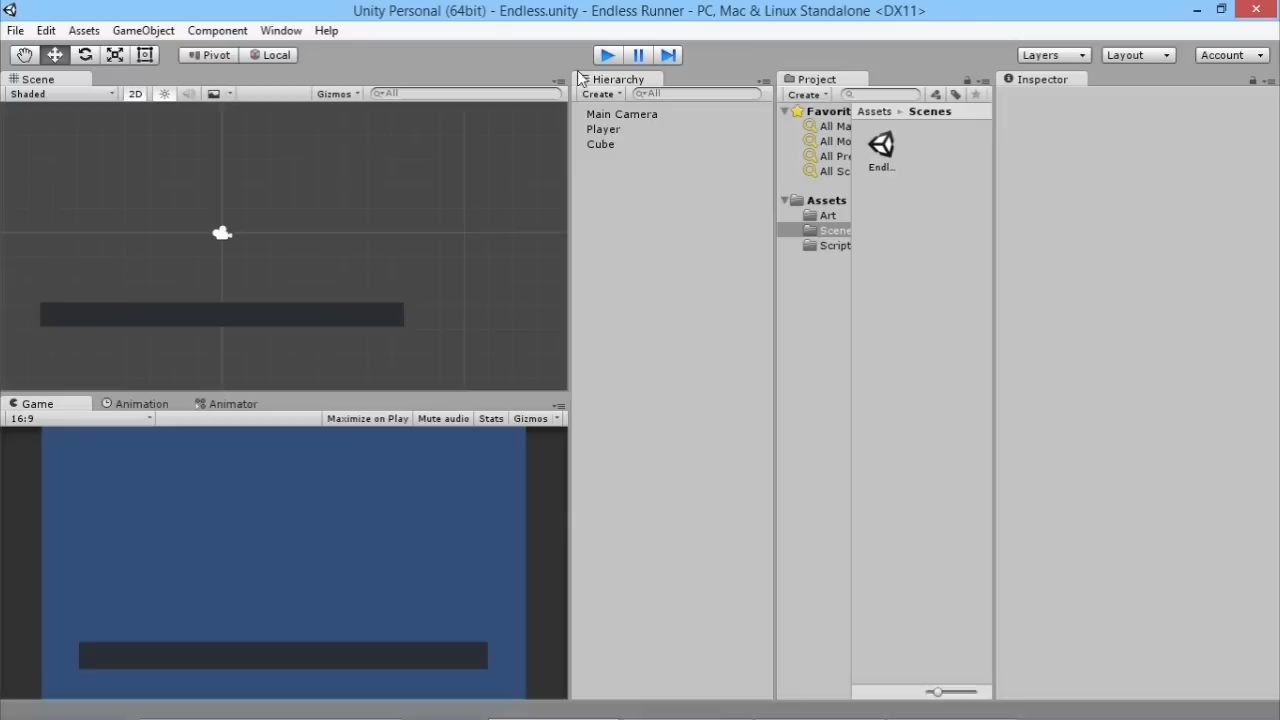 Unity Personal (64bit) - Endless.unity - Endless Runner - PC, Mac & Linux Standalone <DX11>
File Edit Assets GameObject Component Window Help
Pivot Local Layers Layout Account
Scene Hierarchy Project Inspector
Shaded 2D Gizmos All Create All Create
Main Camera
Player
Cube
Favorit
All Ma
All Mo
All Pre
All Sc
Assets
Art
Scene
Script
Assets Scenes
Endl...
Game Animation Animator
16:9 Maximize on Play Mute audio Stats Gizmos